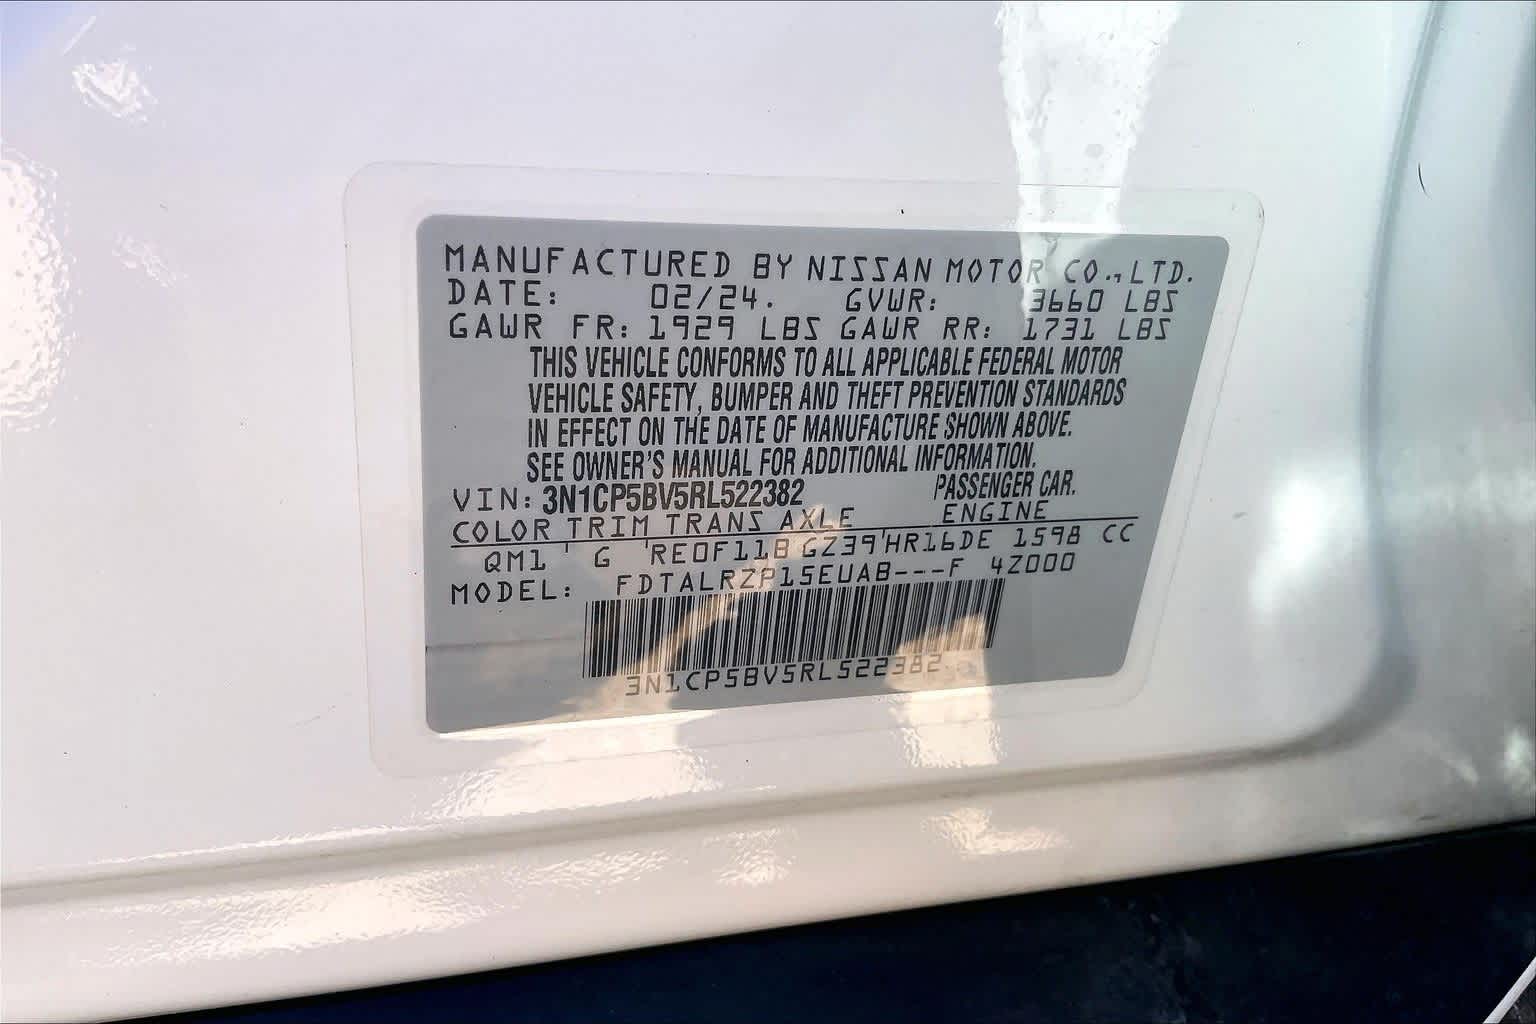 MANUFACTURED BY NISSAN MOTOR CO., LTD.
DATE: 02/24. GVWR: 3660 LBS
GAWR FR: 1929 LBS GAWR RR: 1731 LBS
THIS VEHICLE CONFORMS TO ALL APPLICABLE FEDERAL MOTOR
VEHICLE SAFETY, BUMPER AND THEFT PREVENTION STANDARDS
IN EFFECT ON THE DATE OF MANUFACTURE SHOWN ABOVE.
SEE OWNER'S MANUAL FOR ADDITIONAL INFORMATION.
VIN: 3N1CP5BV5RL522382 PASSENGER CAR.
COLOR TRIM TRANS AXLE ENGINE
QM1 ' G 'RE0F11B GZ39'HR16DE 1598 CC
MODEL: FDTALRZP15EUAB---F 4Z000
3N1CP5BV5RL522382